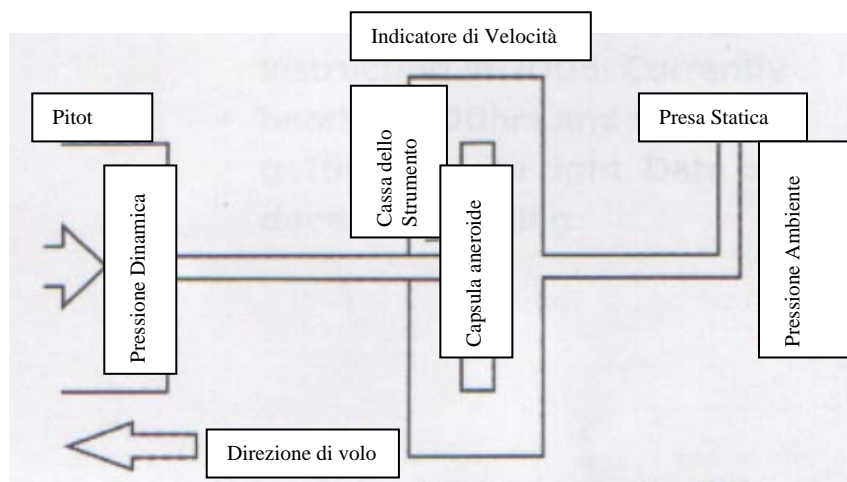 Indicatore di Velocità
Pitot
Presa Statica
Cassa dello
Strumento
Pressione Dinamica
Capsula aneroide
Pressione Ambiente
Direzione di volo